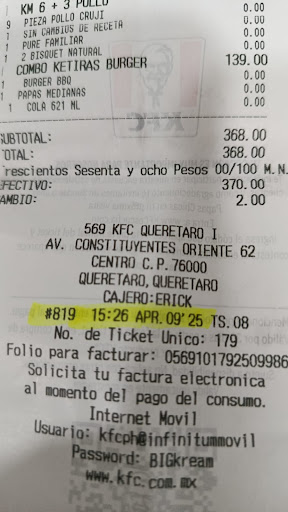 KM 6 + 3 POLLO 0.00
9 PIEZA POLLO CRUJI 0.00
1 SIN CAMBIOS DE RECETA 0.00
1 PURE FAMILIAR 0.00
2 BISQUET NATURAL 0.00
COMBO KETIRAS BURGER 139.00
1 BURGER BBQ 0.00
1 PAPAS MEDIANAS 0.00
1 COLA 621 ML 0.00
SUBTOTAL: 368.00
TOTAL: 368.00
Trescientos Sesenta y ocho Pesos 00/100 M.N.
EFECTIVO: 370.00
CAMBIO: 2.00
569 KFC QUERETARO I
AV. CONSTITUYENTES ORIENTE 62
CENTRO C.P.76000
QUERETARO, QUERETARO
CAJERO:ERICK
#819 15:26 APR.09'25 TS.08
No. de Ticket Unico: 179
Folio para facturar: 0569101792509986
Solicita tu factura electronica
al momento del pago del consumo.
Internet Movil
Usuario: kfcph@infinitummovil
Password: BIGkream
www.kfc.com.mx